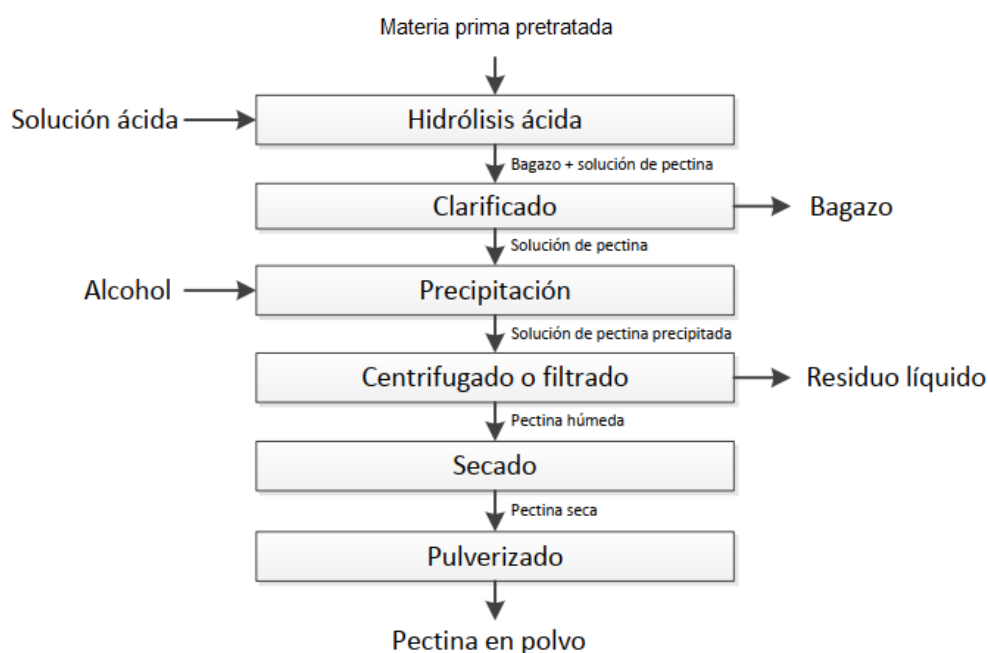 Materia prima pretratada
Solución ácida
Hidrólisis ácida
Bagazo + solución de pectina
Clarificado
Bagazo
Solución de pectina
Alcohol
Precipitación
Solución de pectina precipitada
Centrifugado o filtrado
Residuo líquido
Pectina húmeda
Secado
Pectina seca
Pulverizado
Pectina en polvo